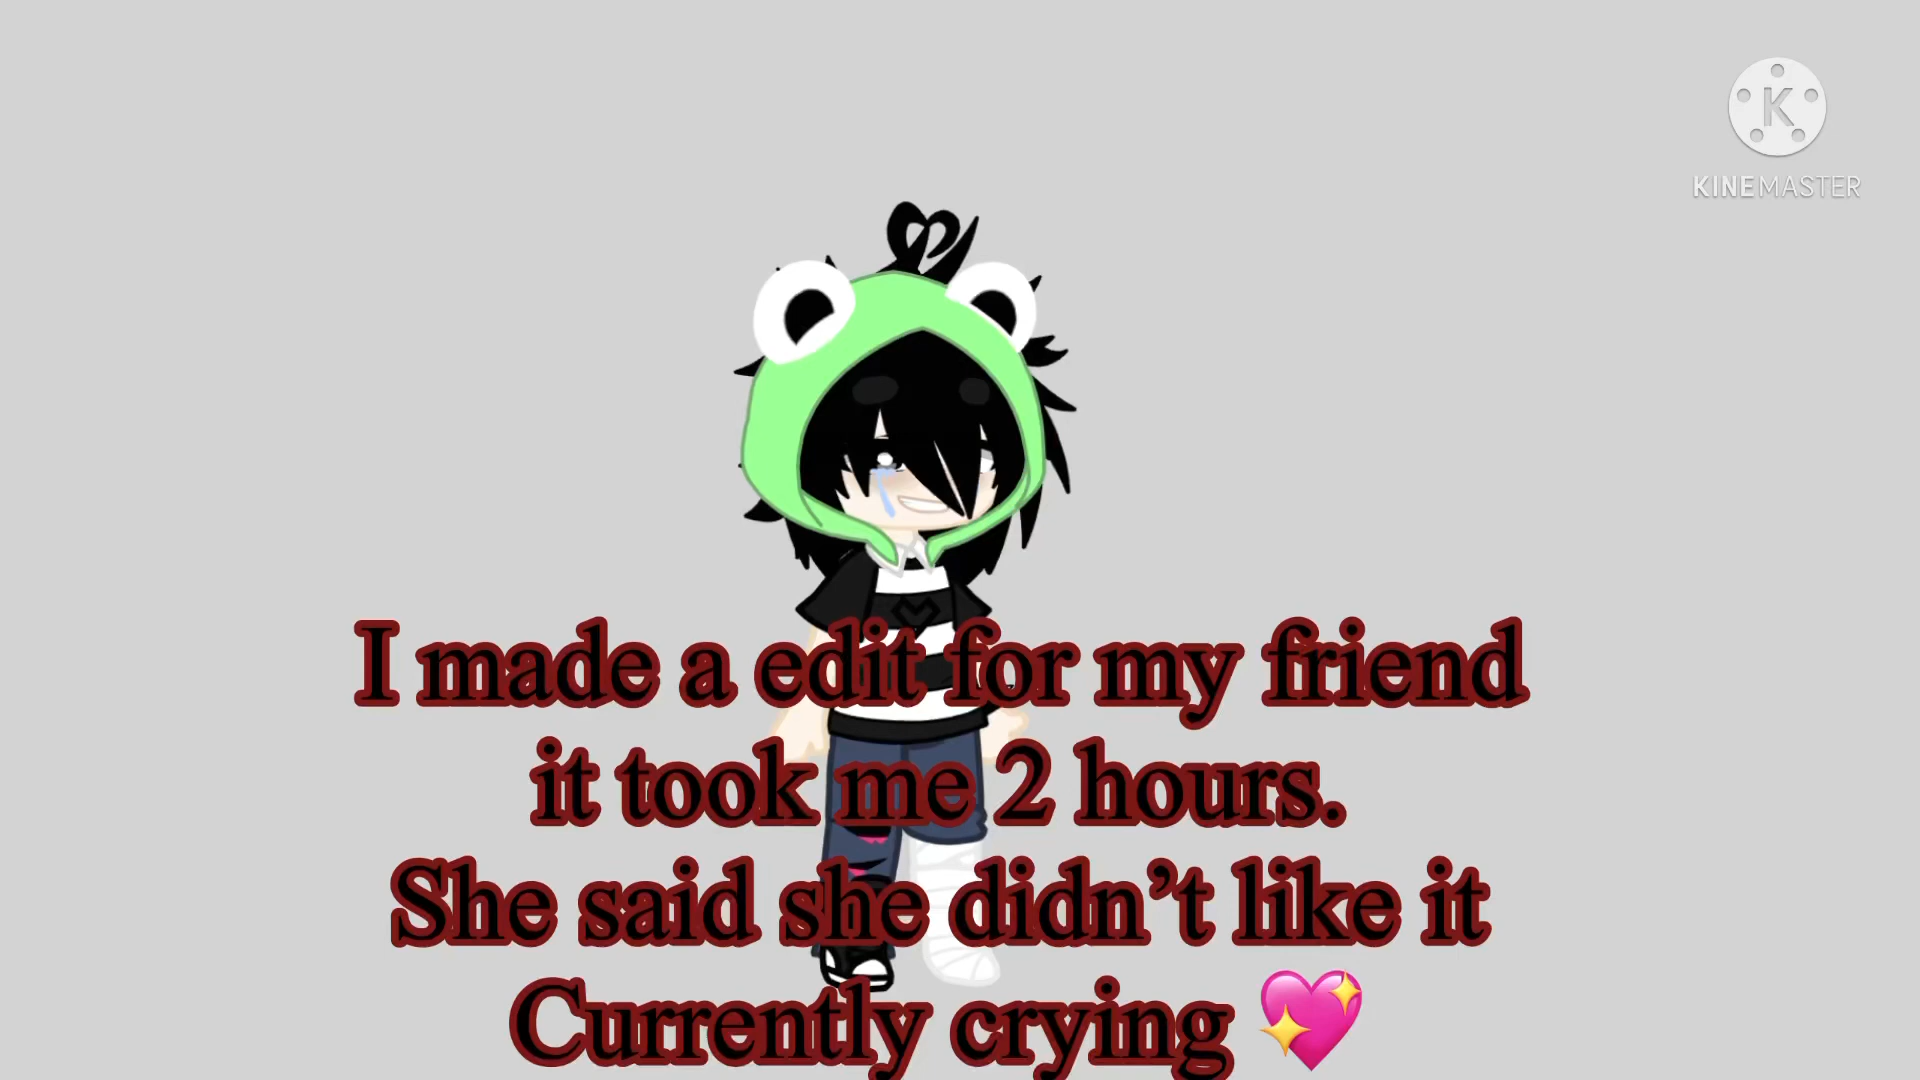 K
KINEMASTER
I made a edit for my friend
it took me 2 hours.
She said she didn’t like it
Currently crying 💖